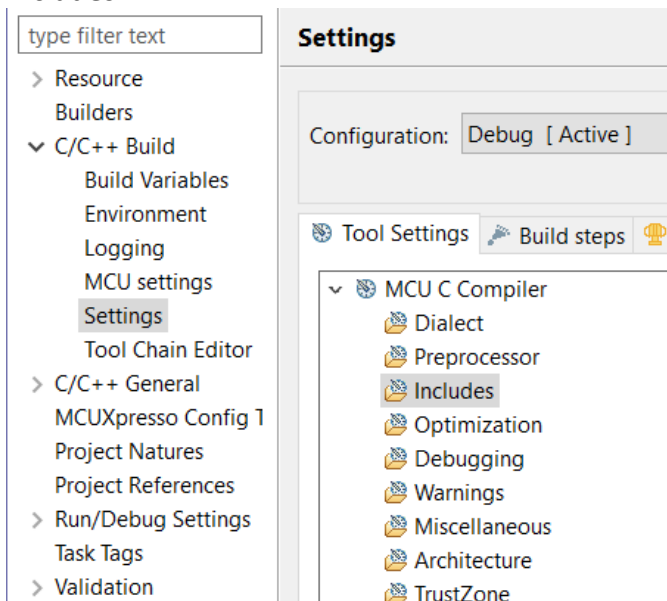 type filter text
Resource
Builders
C/C++ Build
Build Variables
Environment
Logging
MCU settings
Settings
Tool Chain Editor
C/C++ General
MCUXpresso Config T
Project Natures
Project References
Run/Debug Settings
Task Tags
Validation
Settings
Configuration: Debug [ Active ]
Tool Settings Build steps
MCU C Compiler
Dialect
Preprocessor
Includes
Optimization
Debugging
Warnings
Miscellaneous
Architecture
TrustZone